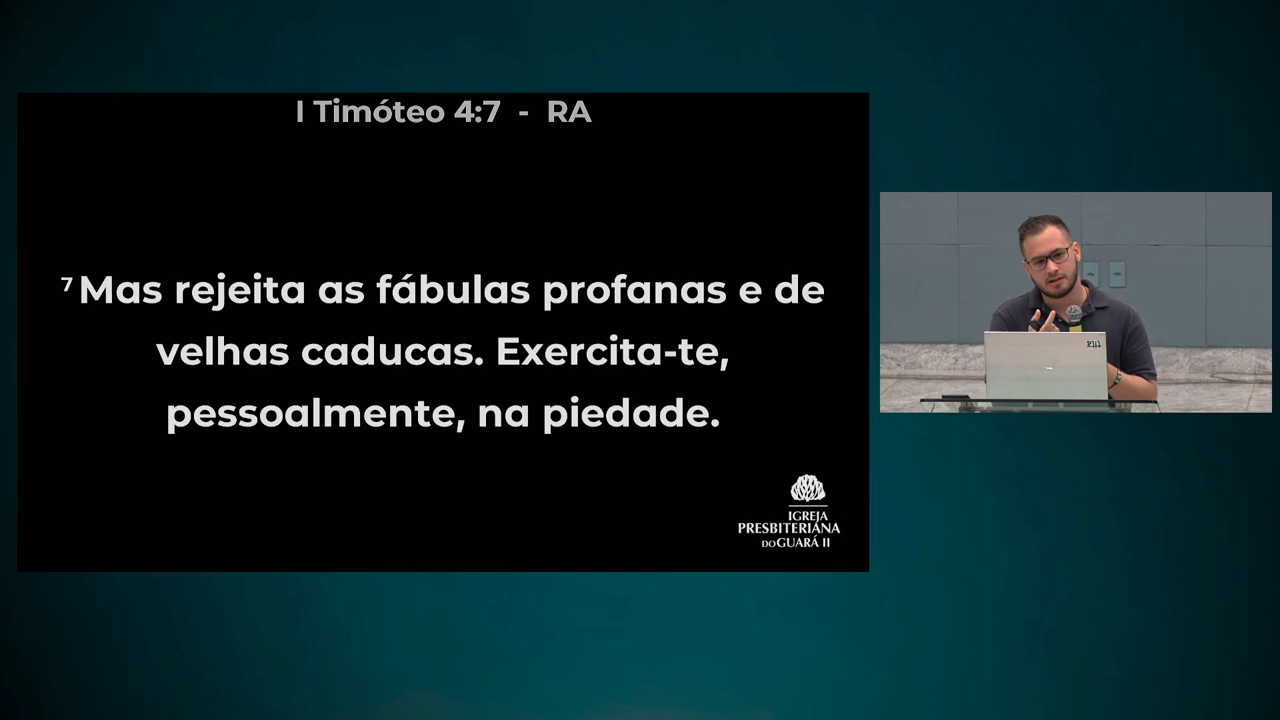 I Timóteo 4:7 - RA
7 Mas rejeita as fábulas profanas e de
velhas caducas. Exercita-te,
pessoalmente, na piedade.
IGREJA
PRESBITERIANA
DO GUARÁ II